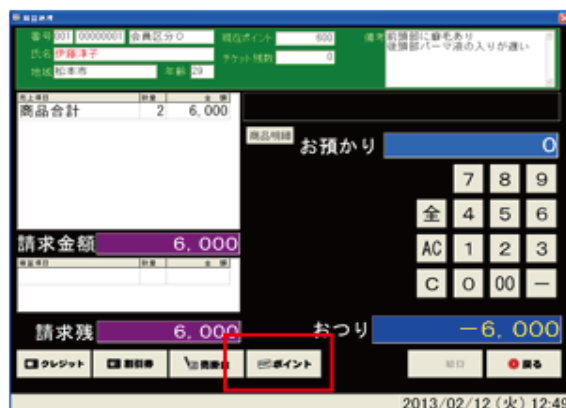 番号 001 00000001 会員区分0 現在ポイント 600 備考 前頭部に癖毛あり
後頭部パーマ液の入りが遅い
氏名 伊藤洋子 チケット残数 0
地域 松本市 年齢 29
売上項目 数量 金額
商品合計 2 6,000
商品明細
お預かり 0
7 8 9
全 4 5 6
AC 1 2 3
C 0 00 －
請求金額 6,000
数量 金額
請求残 6,000
おつり －6,000
クレジット 割引券 ポイント 戻る
2013/02/12 (火) 12:49